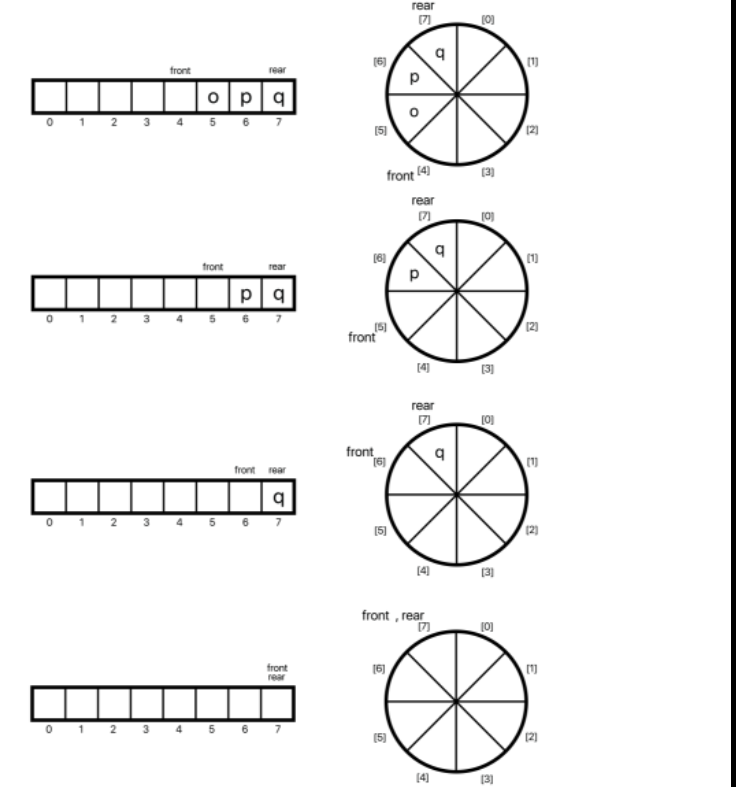 front rear
o p q
0 1 2 3 4 5 6 7
rear
[7] [0]
q
[6] [1]
p
o
[5] [2]
front [4] [3]
front rear
p q
0 1 2 3 4 5 6 7
rear
[7] [0]
q
[6] [1]
p
front [5] [2]
[4] [3]
front rear
q
0 1 2 3 4 5 6 7
rear
[7] [0]
front [6] q [1]
[5] [2]
[4] [3]
front
rear
0 1 2 3 4 5 6 7
front , rear
[7] [0]
[6] [1]
[5] [2]
[4] [3]